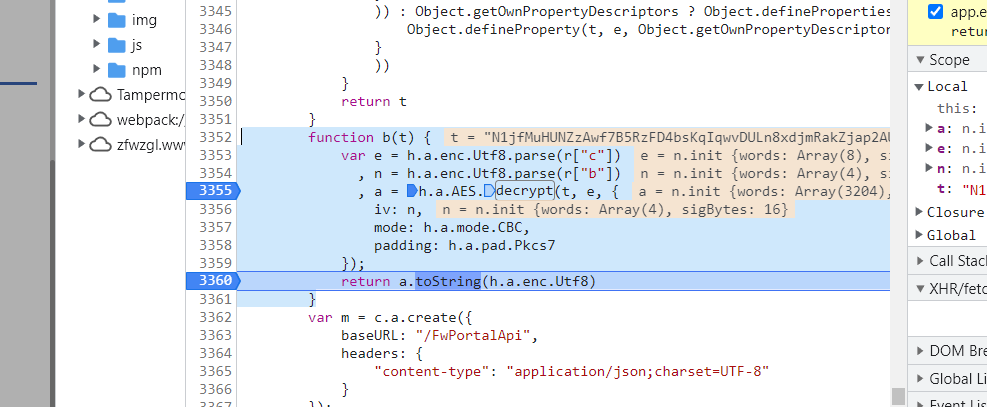 img
js
npm
Tampermc
webpack:/
zfwzgl.www
3345 )) : Object.getOwnPropertyDescriptors ? Object.defineProperties
3346 Object.defineProperty(t, e, Object.getOwnPropertyDescriptor
3347 }
3348 ))
3349 }
3350 return t
3351 }
3352 function b(t) { t = "N1jfMuHUNZzAwf7B5RzFD4bsKqIqwvDULn8xdjmRakZjap2AU
3353 var e = h.a.enc.Utf8.parse(r["c"]) e = n.init {words: Array(8), si
3354 , n = h.a.enc.Utf8.parse(r["b"]) n = n.init {words: Array(4), si
3355 , a = h.a.AES.decrypt(t, e, { a = n.init {words: Array(3204),
3356 iv: n, n = n.init {words: Array(4), sigBytes: 16}
3357 mode: h.a.mode.CBC,
3358 padding: h.a.pad.Pkcs7
3359 });
3360 return a.toString(h.a.enc.Utf8)
3361 }
3362 var m = c.a.create({
3363 baseURL: "/FwPortalApi",
3364 headers: {
3365 "content-type": "application/json;charset=UTF-8"
3366 }
3367 });
app.e
retur
Scope
Local
this:
a: n.i
e: n.i
n: n.i
t: "N1
Closure
Global
Call Stack
XHR/fetc
DOM Bre
Global Li
Event Lis